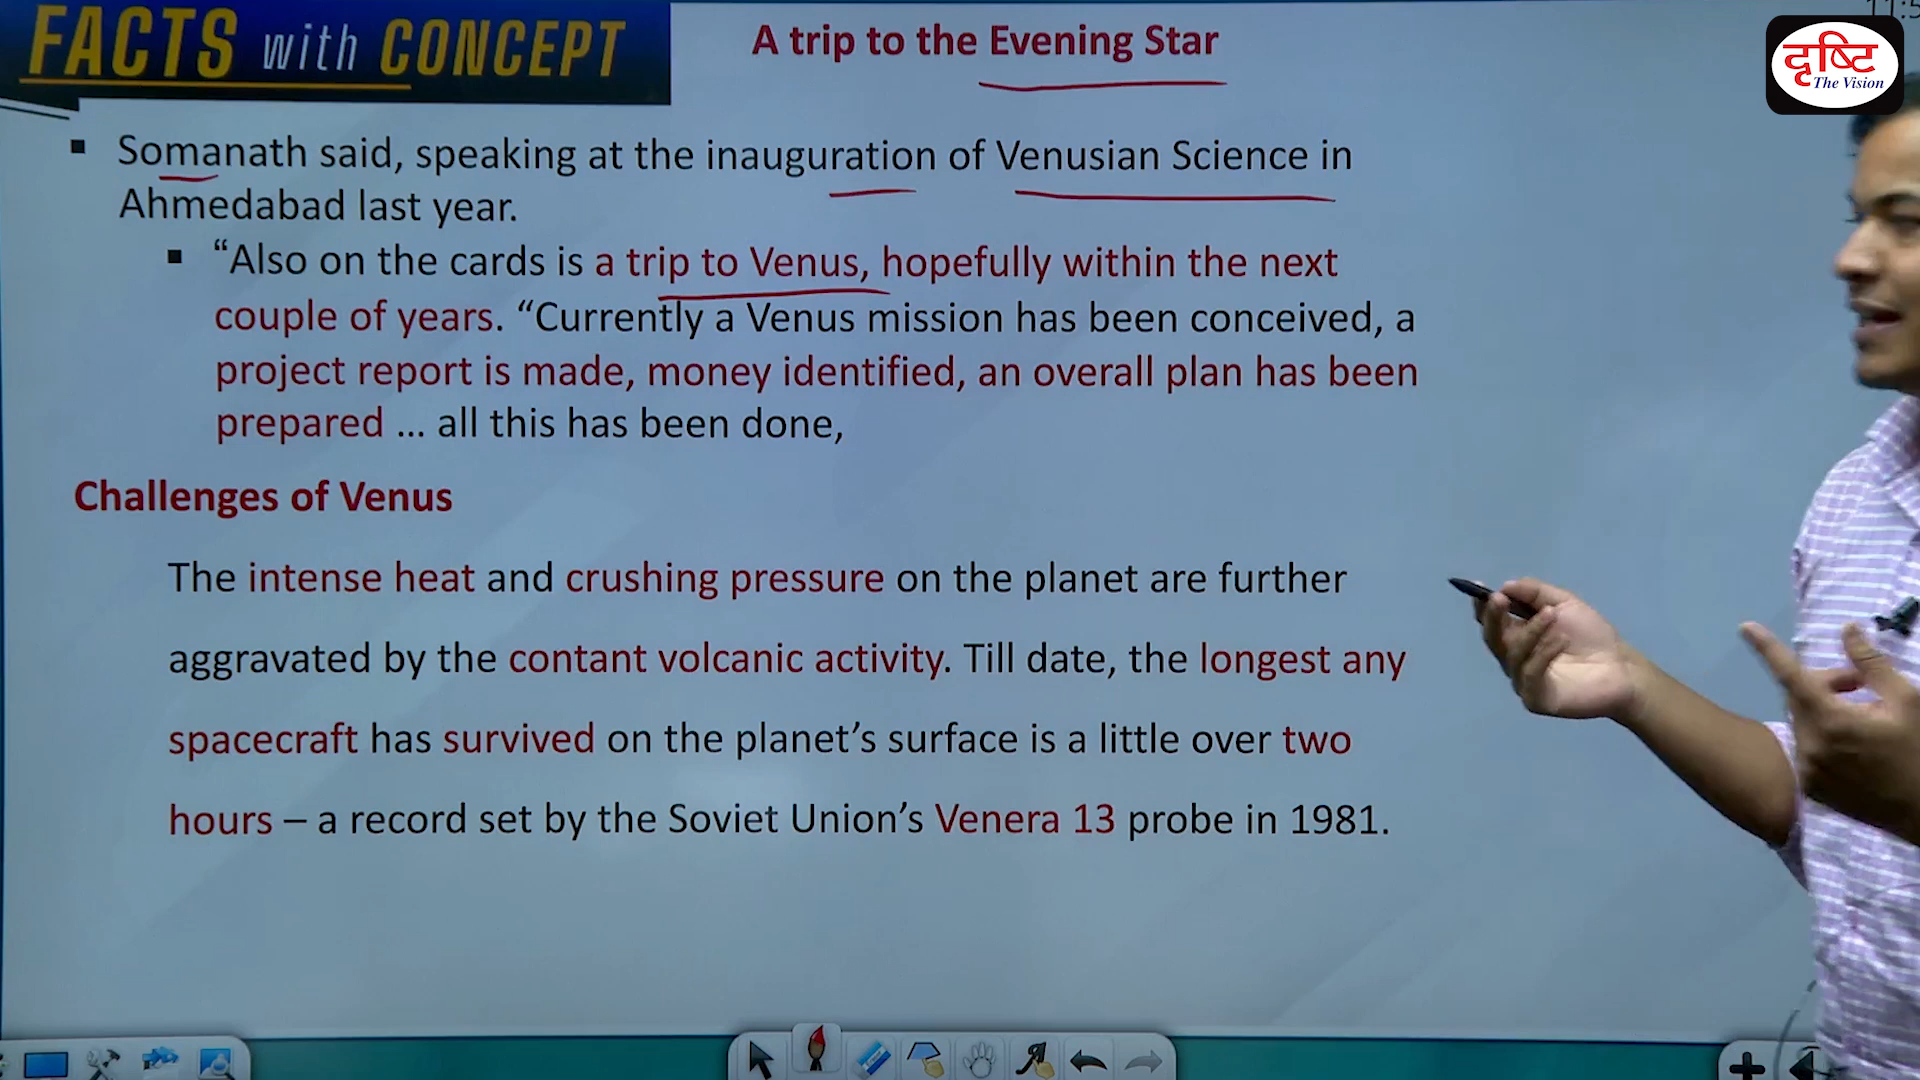 FACTS with CONCEPT
A trip to the Evening Star
दृष्टि
The Vision
▪ Somanath said, speaking at the inauguration of Venusian Science in
Ahmedabad last year.
▪ “Also on the cards is a trip to Venus, hopefully within the next
couple of years. “Currently a Venus mission has been conceived, a
project report is made, money identified, an overall plan has been
prepared … all this has been done,
Challenges of Venus
The intense heat and crushing pressure on the planet are further
aggravated by the contant volcanic activity. Till date, the longest any
spacecraft has survived on the planet’s surface is a little over two
hours – a record set by the Soviet Union’s Venera 13 probe in 1981.